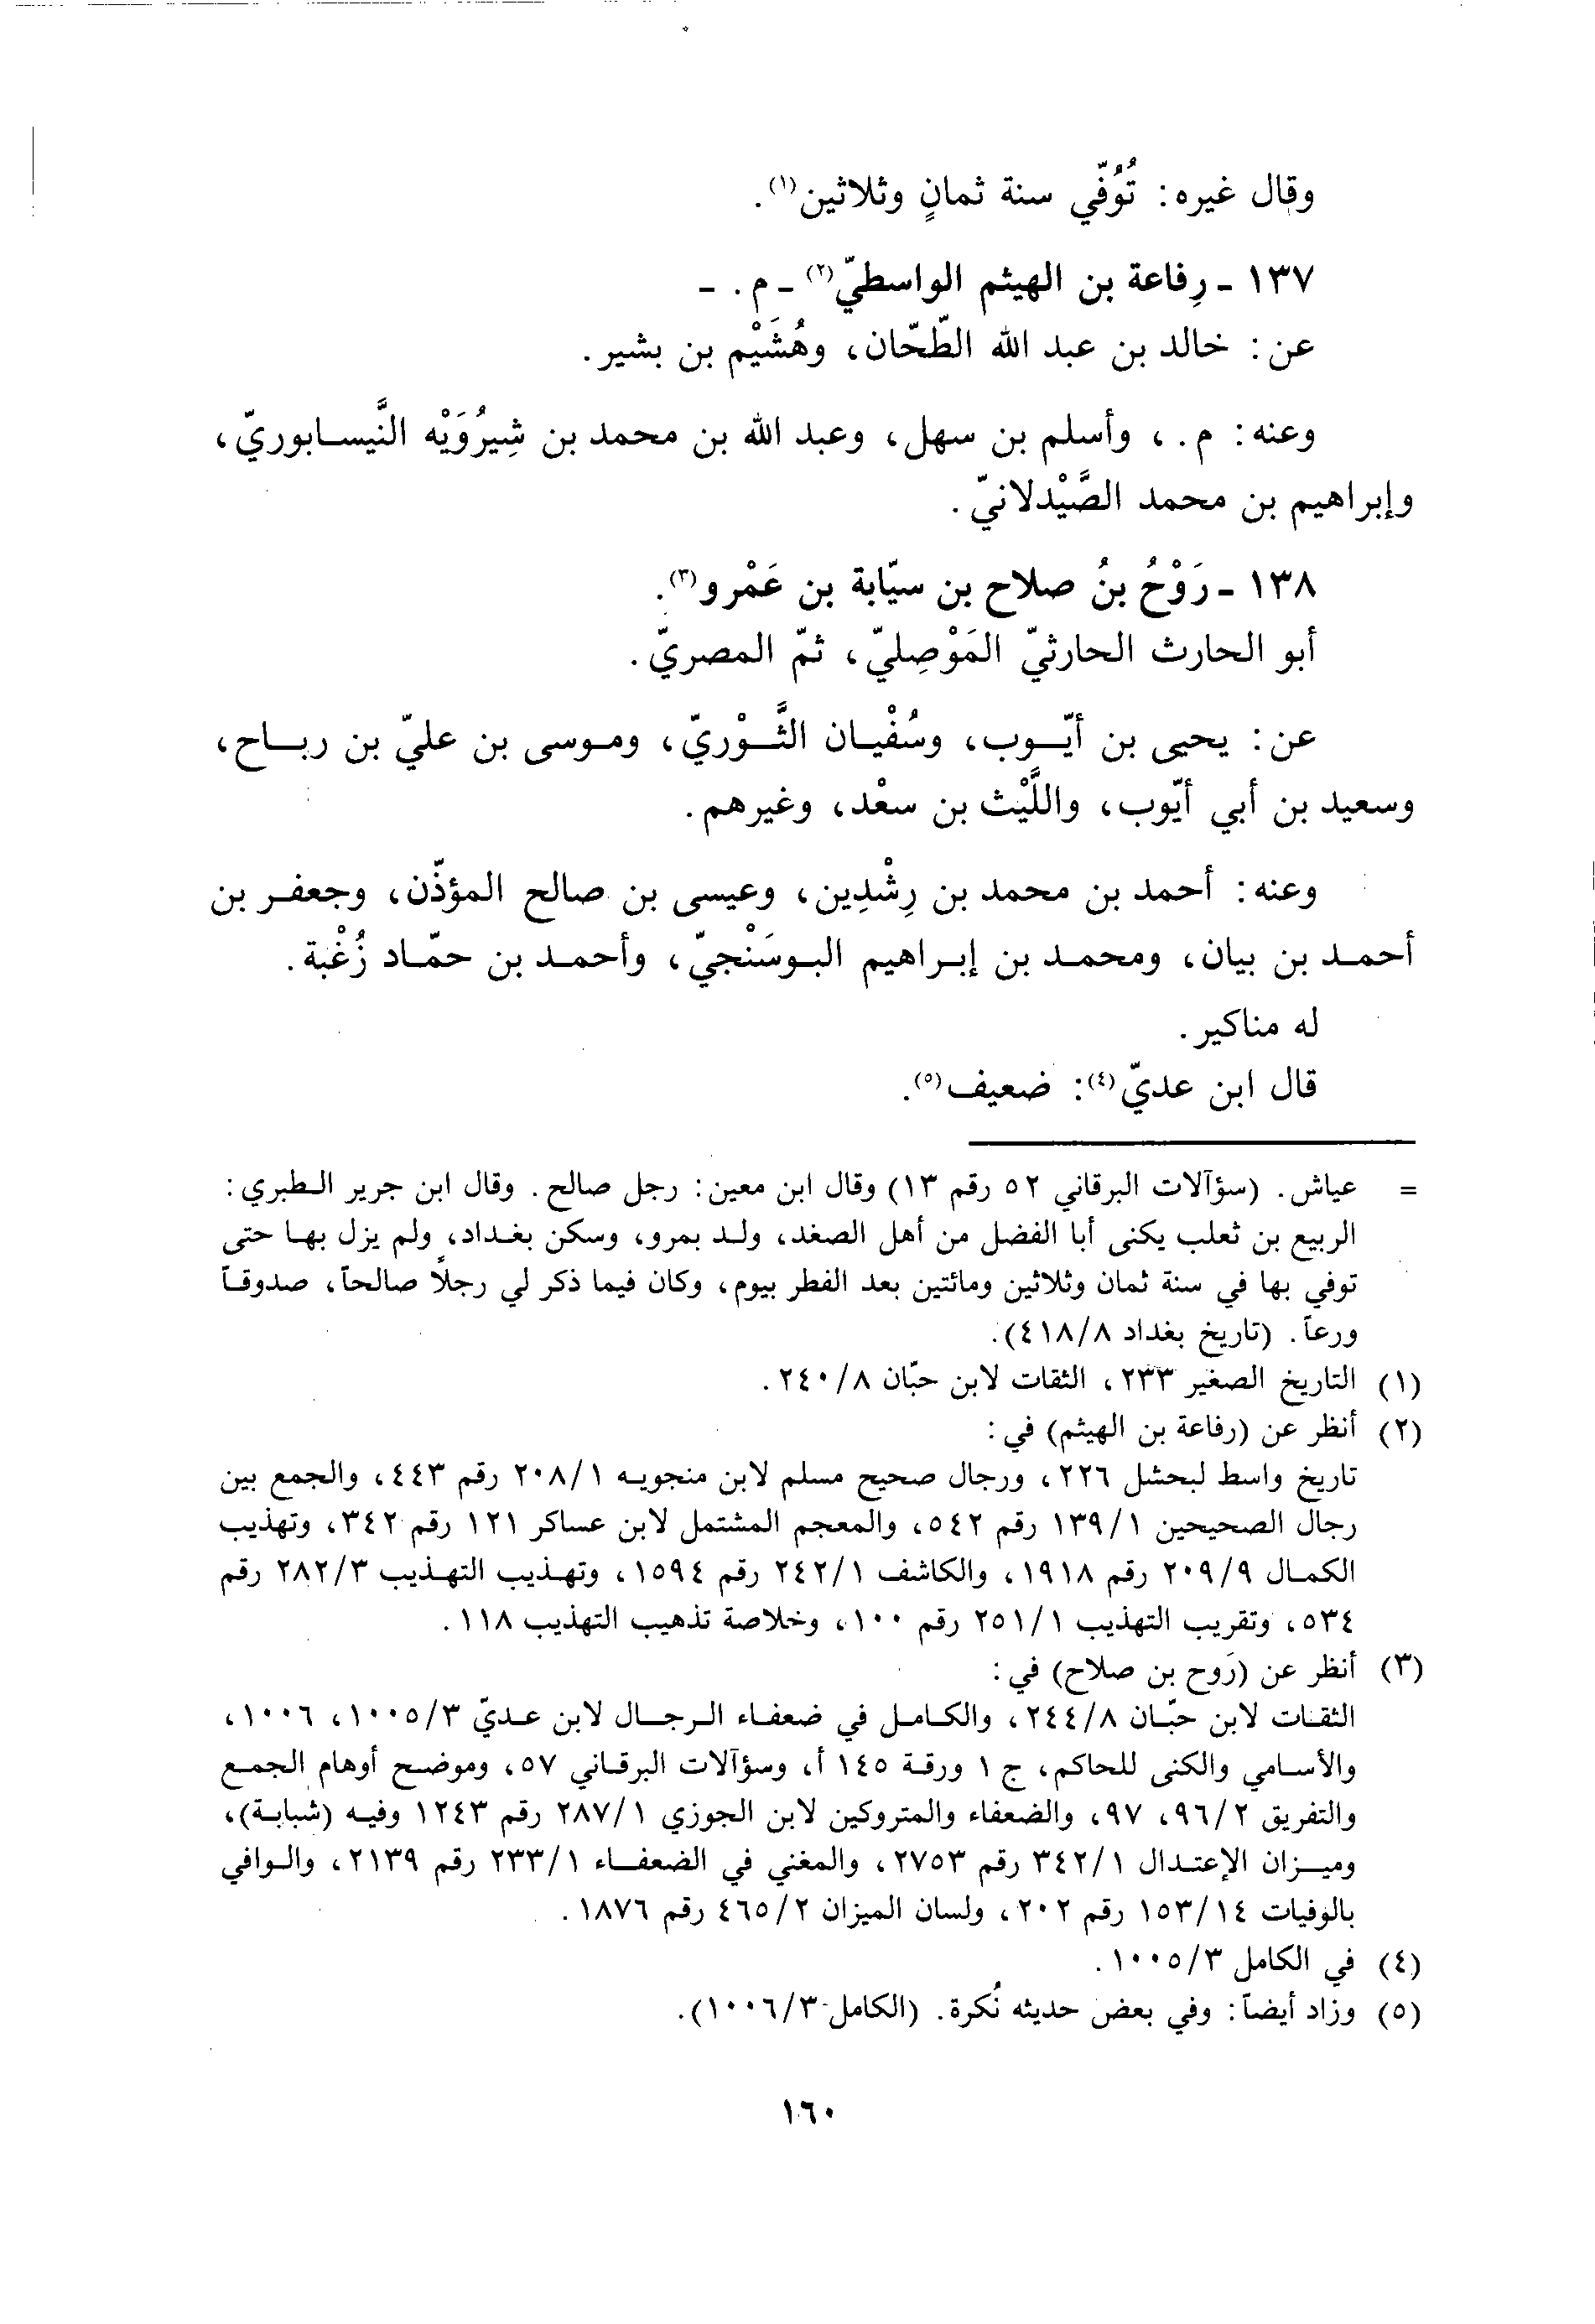 وقال غيره: تُوُفّي سنة ثمانٍ وثلاثين(١).
١٣٧ - رِفاعة بن الهيثم الواسطيّ(٢) - م. -
عن: خالد بن عبد الله الطّحّان، وهُشَيْم بن بشير.
وعنه: م.، وأسلم بن سهل، وعبد الله بن محمد بن شِيرُوَيْه النَّيسابوريّ،
وإبراهيم بن محمد الصَّيْدلانيّ.
١٣٨ - رَوْحُ بنُ صلاح بن سيّابة بن عَمْرو(٣).
أبو الحارث الحارثيّ المَوْصِليّ، ثمّ المصريّ.
عن: يحيى بن أيّوب، وسُفْيان الثَّوْريّ، وموسى بن عليّ بن رباح،
وسعيد بن أبي أيّوب، واللَّيْث بن سعْد، وغيرهم.
وعنه: أحمد بن محمد بن رِشْدِين، وعيسى بن صالح المؤذّن، وجعفر بن
أحمد بن بيان، ومحمد بن إبراهيم البوسَنْجيّ، وأحمد بن حمّاد زُغْبة.
له مناكير.
قال ابن عديّ(٤): ضعيف(٥).
= عياش. (سؤآلات البرقاني ٥٢ رقم ١٣) وقال ابن معين: رجل صالح. وقال ابن جرير الطبري:
الربيع بن ثعلب يكنى أبا الفضل من أهل الصغد، ولد بمرو، وسكن بغداد، ولم يزل بها حتى
توفي بها في سنة ثمان وثلاثين ومائتين بعد الفطر بيوم، وكان فيما ذكر لي رجلاً صالحاً، صدوقاً
ورعاً. (تاريخ بغداد ٤١٨/٨).
(١) التاريخ الصغير ٢٣٣، الثقات لابن حبّان ٢٤٠/٨.
(٢) أنظر عن (رفاعة بن الهيثم) في:
تاريخ واسط لبحشل ٢٢٦، ورجال صحيح مسلم لابن منجويه ٢٠٨/١ رقم ٤٤٣، والجمع بين
رجال الصحيحين ١٣٩/١ رقم ٥٤٢، والمعجم المشتمل لابن عساكر ١٢١ رقم ٣٤٢، وتهذيب
الكمال ٢٠٩/٩ رقم ١٩١٨، والكاشف ٢٤٢/١ رقم ١٥٩٤، وتهذيب التهذيب ٢٨٢/٣ رقم
٥٣٤، وتقريب التهذيب ٢٥١/١ رقم ١٠٠، وخلاصة تذهيب التهذيب ١١٨.
(٣) أنظر عن (رَوح بن صلاح) في:
الثقات لابن حبّان ٢٤٤/٨، والكامل في ضعفاء الرجال لابن عديّ ١٠٠٥/٣، ١٠٠٦،
والأسامي والكنى للحاكم، ج ١ ورقة ١٤٥ أ، وسؤآلات البرقاني ٥٧، وموضح أوهام الجمع
والتفريق ٩٦/٢، ٩٧، والضعفاء والمتروكين لابن الجوزي ٢٨٧/١ رقم ١٢٤٣ وفيه (شبابة)،
وميزان الإعتدال ٣٤٢/١ رقم ٢٧٥٣، والمغني في الضعفاء ٢٣٣/١ رقم ٢١٣٩، والوافي
بالوفيات ١٥٣/١٤ رقم ٢٠٢، ولسان الميزان ٤٦٥/٢ رقم ١٨٧٦.
(٤) في الكامل ١٠٠٥/٣.
(٥) وزاد أيضاً: وفي بعض حديثه نُكرة. (الكامل ١٠٠٦/٣).
١٦٠